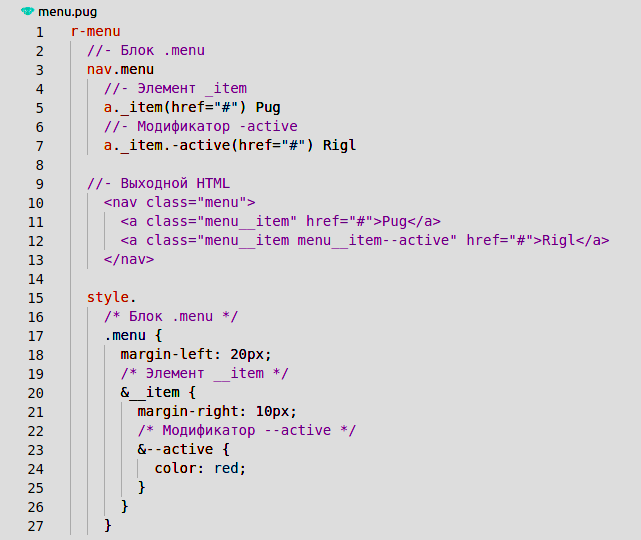 menu.pug
1 r-menu
2 //- Блок .menu
3 nav.menu
4 //- Элемент _item
5 a._item(href="#") Pug
6 //- Модификатор -active
7 a._item.-active(href="#") Rigl
8
9 //- Выходной HTML
10 <nav class="menu">
11 <a class="menu__item" href="#">Pug</a>
12 <a class="menu__item menu__item--active" href="#">Rigl</a>
13 </nav>
14
15 style.
16 /* Блок .menu */
17 .menu {
18 margin-left: 20px;
19 /* Элемент __item */
20 &__item {
21 margin-right: 10px;
22 /* Модификатор --active */
23 &--active {
24 color: red;
25 }
26 }
27 }